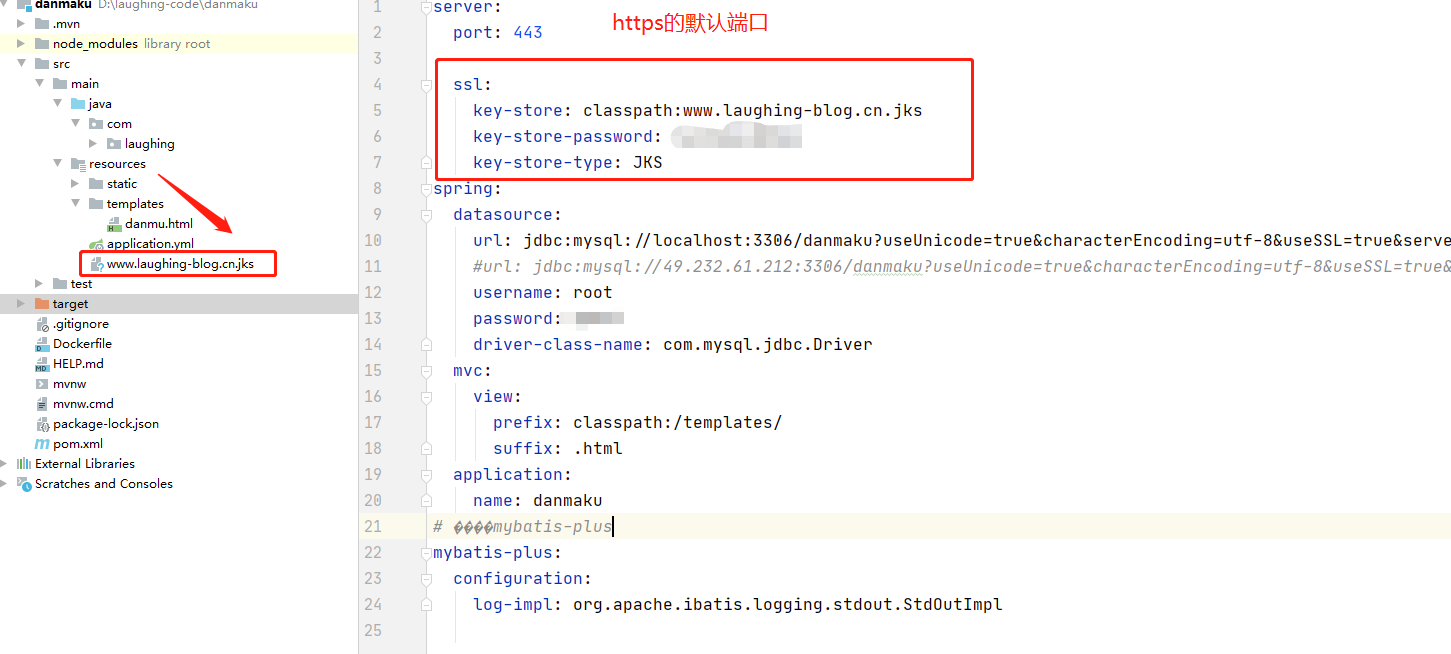 danmaku D:\laughing-code\danmaku
.mvn
node_modules library root
src
main
java
com
laughing
resources
static
templates
danmu.html
application.yml
www.laughing-blog.cn.jks
test
target
.gitignore
Dockerfile
HELP.md
mvnw
mvnw.cmd
package-lock.json
pom.xml
External Libraries
Scratches and Consoles
https的默认端口
1 server:
2 port: 443
3
4 ssl:
5 key-store: classpath:www.laughing-blog.cn.jks
6 key-store-password:
7 key-store-type: JKS
8 spring:
9 datasource:
10 url: jdbc:mysql://localhost:3306/danmaku?useUnicode=true&characterEncoding=utf-8&useSSL=true&serve
11 #url: jdbc:mysql://49.232.61.212:3306/danmaku?useUnicode=true&characterEncoding=utf-8&useSSL=true&
12 username: root
13 password:
14 driver-class-name: com.mysql.jdbc.Driver
15 mvc:
16 view:
17 prefix: classpath:/templates/
18 suffix: .html
19 application:
20 name: danmaku
21 # ����mybatis-plus
22 mybatis-plus:
23 configuration:
24 log-impl: org.apache.ibatis.logging.stdout.StdOutImpl
25